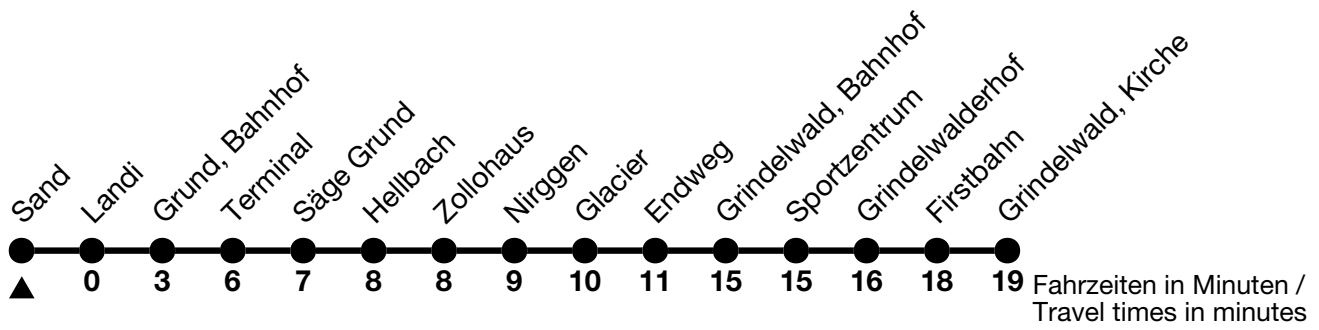 Sand
Landi
Grund, Bahnhof
Terminal
Säge Grund
Hellbach
Zollohaus
Nirggen
Glacier
Endweg
Grindelwald, Bahnhof
Sportzentrum
Grindelwalderhof
Firstbahn
Grindelwald, Kirche
0 3 6 7 8 8 9 10 11 15 15 16 18 19
Fahrzeiten in Minuten /
Travel times in minutes